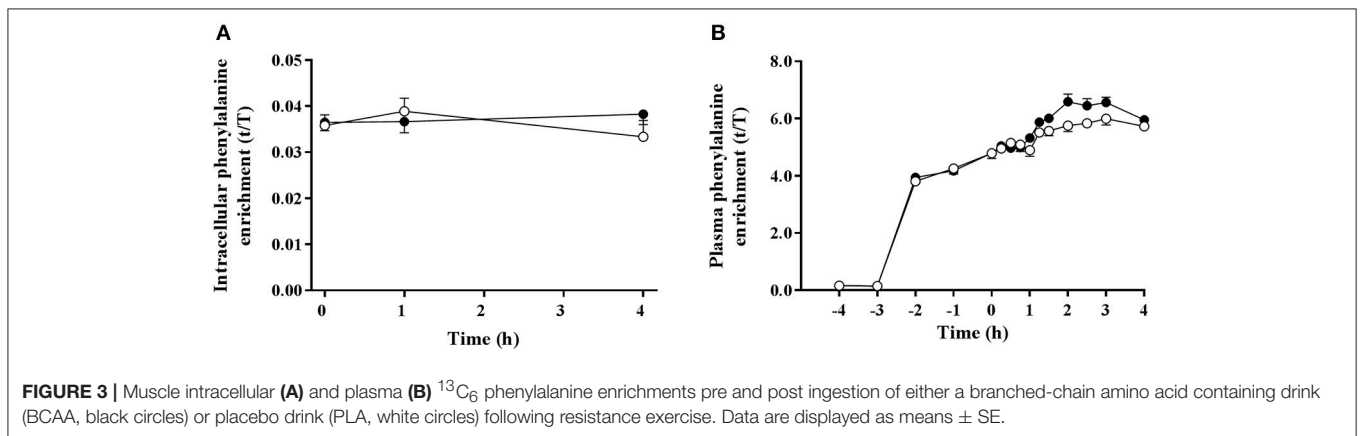 A
Intracellular phenylalanine
enrichment (t/T)
0.05
0.04
0.03
0.02
0.01
0.00
0 1 2 3 4
Time (h)
B
Plasma phenylalanine
enrichment (t/T)
8.0
6.0
4.0
2.0
0.0
-4 -3 -2 -1 0 1 2 3 4
Time (h)
FIGURE 3 | Muscle intracellular (A) and plasma (B) ¹³C₆ phenylalanine enrichments pre and post ingestion of either a branched-chain amino acid containing drink
(BCAA, black circles) or placebo drink (PLA, white circles) following resistance exercise. Data are displayed as means ± SE.